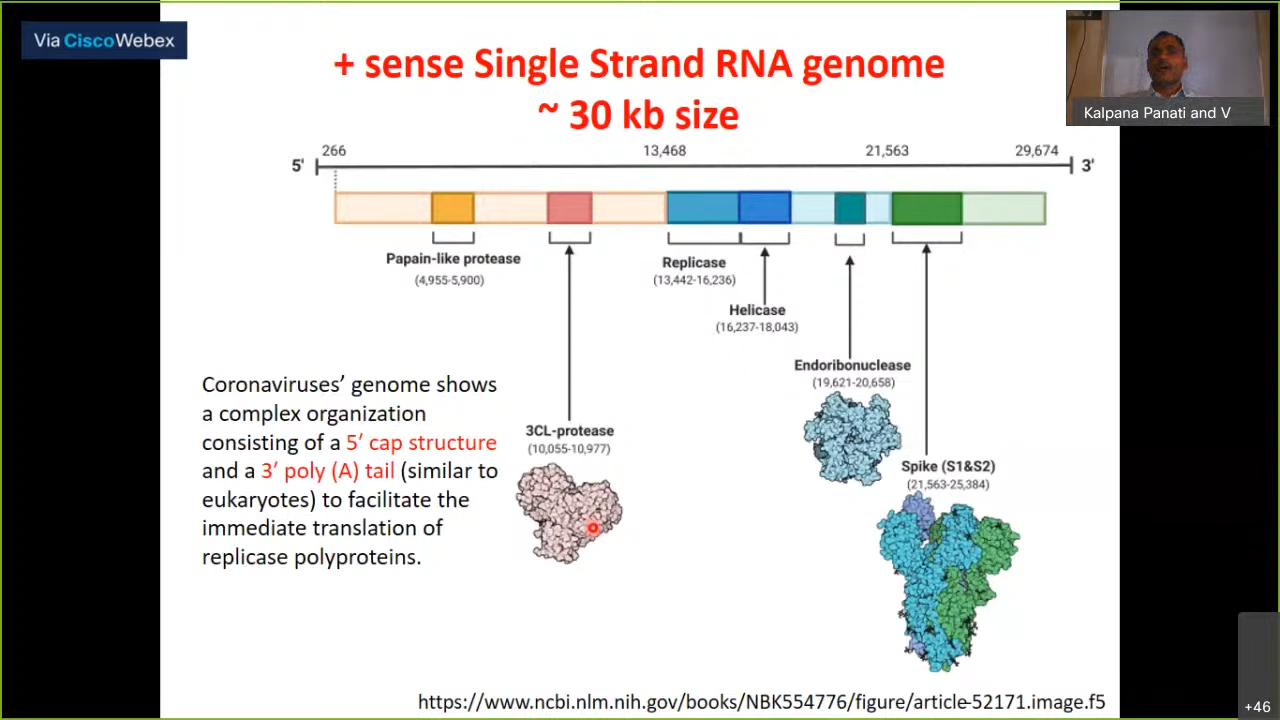 Via CiscoWebex
+ sense Single Strand RNA genome
~ 30 kb size
Kalpana Panati and V
5'
266
13,468
21,563
29,674
3'
Papain-like protease
(4,955-5,900)
Replicase
(13,442-16,236)
Helicase
(16,237-18,043)
Endoribonuclease
(19,621-20,658)
3CL-protease
(10,055-10,977)
Spike (S1&S2)
(21,563-25,384)
Coronaviruses’ genome shows
a complex organization
consisting of a 5’ cap structure
and a 3’ poly (A) tail (similar to
eukaryotes) to facilitate the
immediate translation of
replicase polyproteins.
https://www.ncbi.nlm.nih.gov/books/NBK554776/figure/article-52171.image.f5
+46